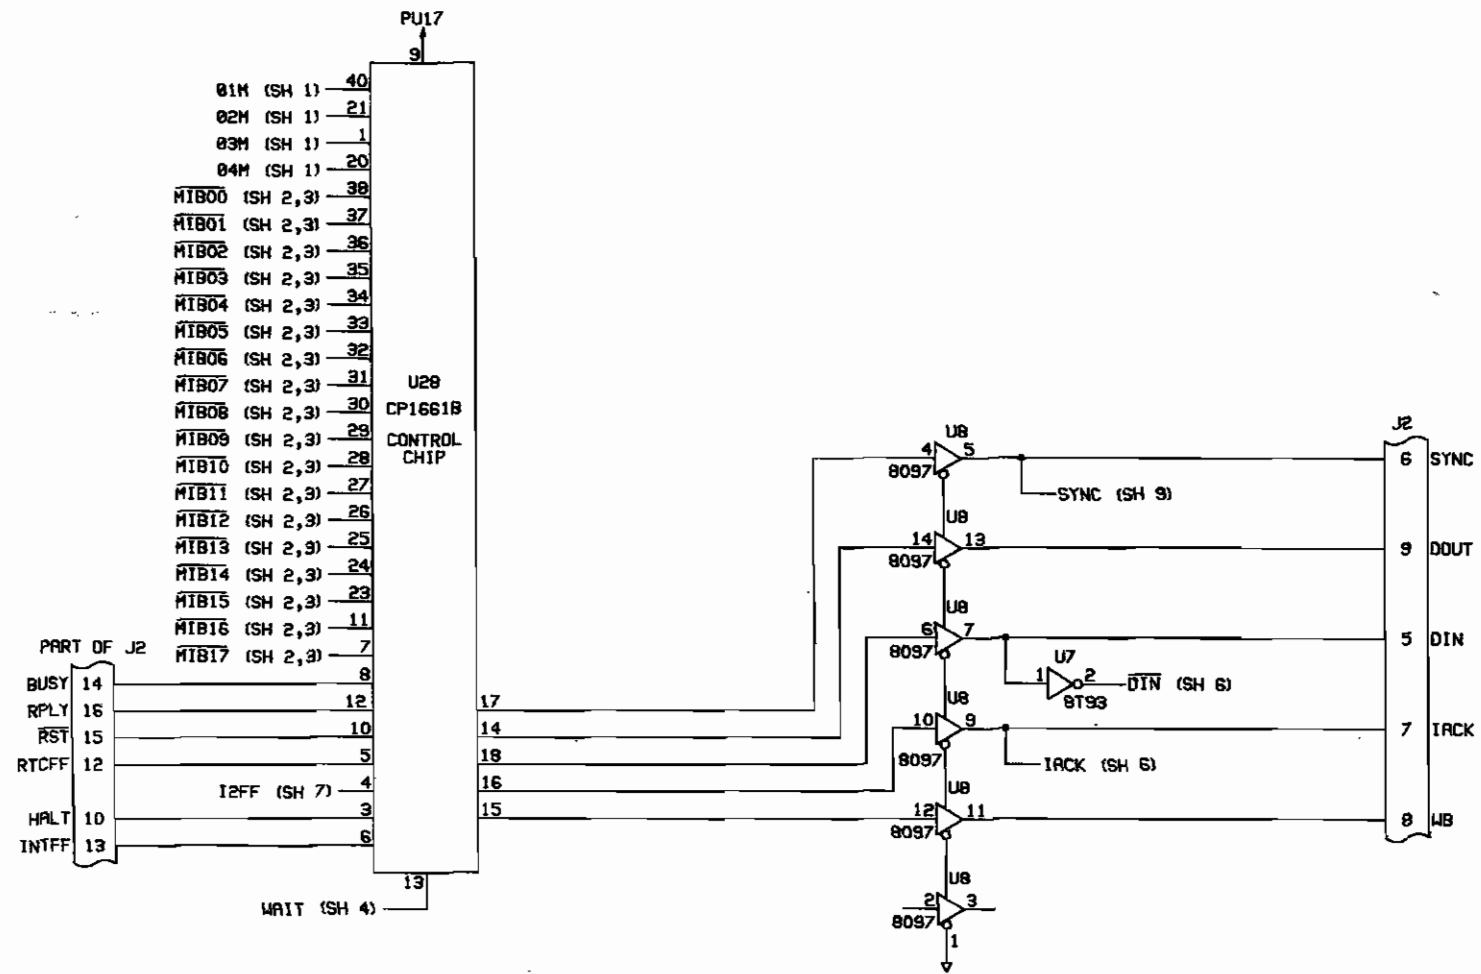 PU17
9
01M (SH 1) 40
02M (SH 1) 21
03M (SH 1) 1
04M (SH 1) 20
MIB00 (SH 2,3) 38
MIB01 (SH 2,3) 37
MIB02 (SH 2,3) 36
MIB03 (SH 2,3) 35
MIB04 (SH 2,3) 34
MIB05 (SH 2,3) 33
MIB06 (SH 2,3) 32
MIB07 (SH 2,3) 31
MIB08 (SH 2,3) 30
MIB09 (SH 2,3) 29
MIB10 (SH 2,3) 28
MIB11 (SH 2,3) 27
MIB12 (SH 2,3) 26
MIB13 (SH 2,3) 25
MIB14 (SH 2,3) 24
MIB15 (SH 2,3) 23
MIB16 (SH 2,3) 11
MIB17 (SH 2,3) 7
U28
CP1661B
CONTROL
CHIP
PART OF J2
BUSY 14 8
RPLY 16 12
RST 15 10
RTCFF 12 5
I2FF (SH 7) 4
HALT 10 3
INTFF 13 6
13
WAIT (SH 4)
17
14
18
16
15
U8
4 5
8097
SYNC (SH 9)
U8
14 13
8097
U8
6 7
8097
U7
1 2
8T93
DIN (SH 6)
U8
10 9
8097
IACK (SH 6)
U8
12 11
8097
U8
2 3
8097
1
J2
6 SYNC
9 DOUT
5 DIN
7 IACK
8 WB